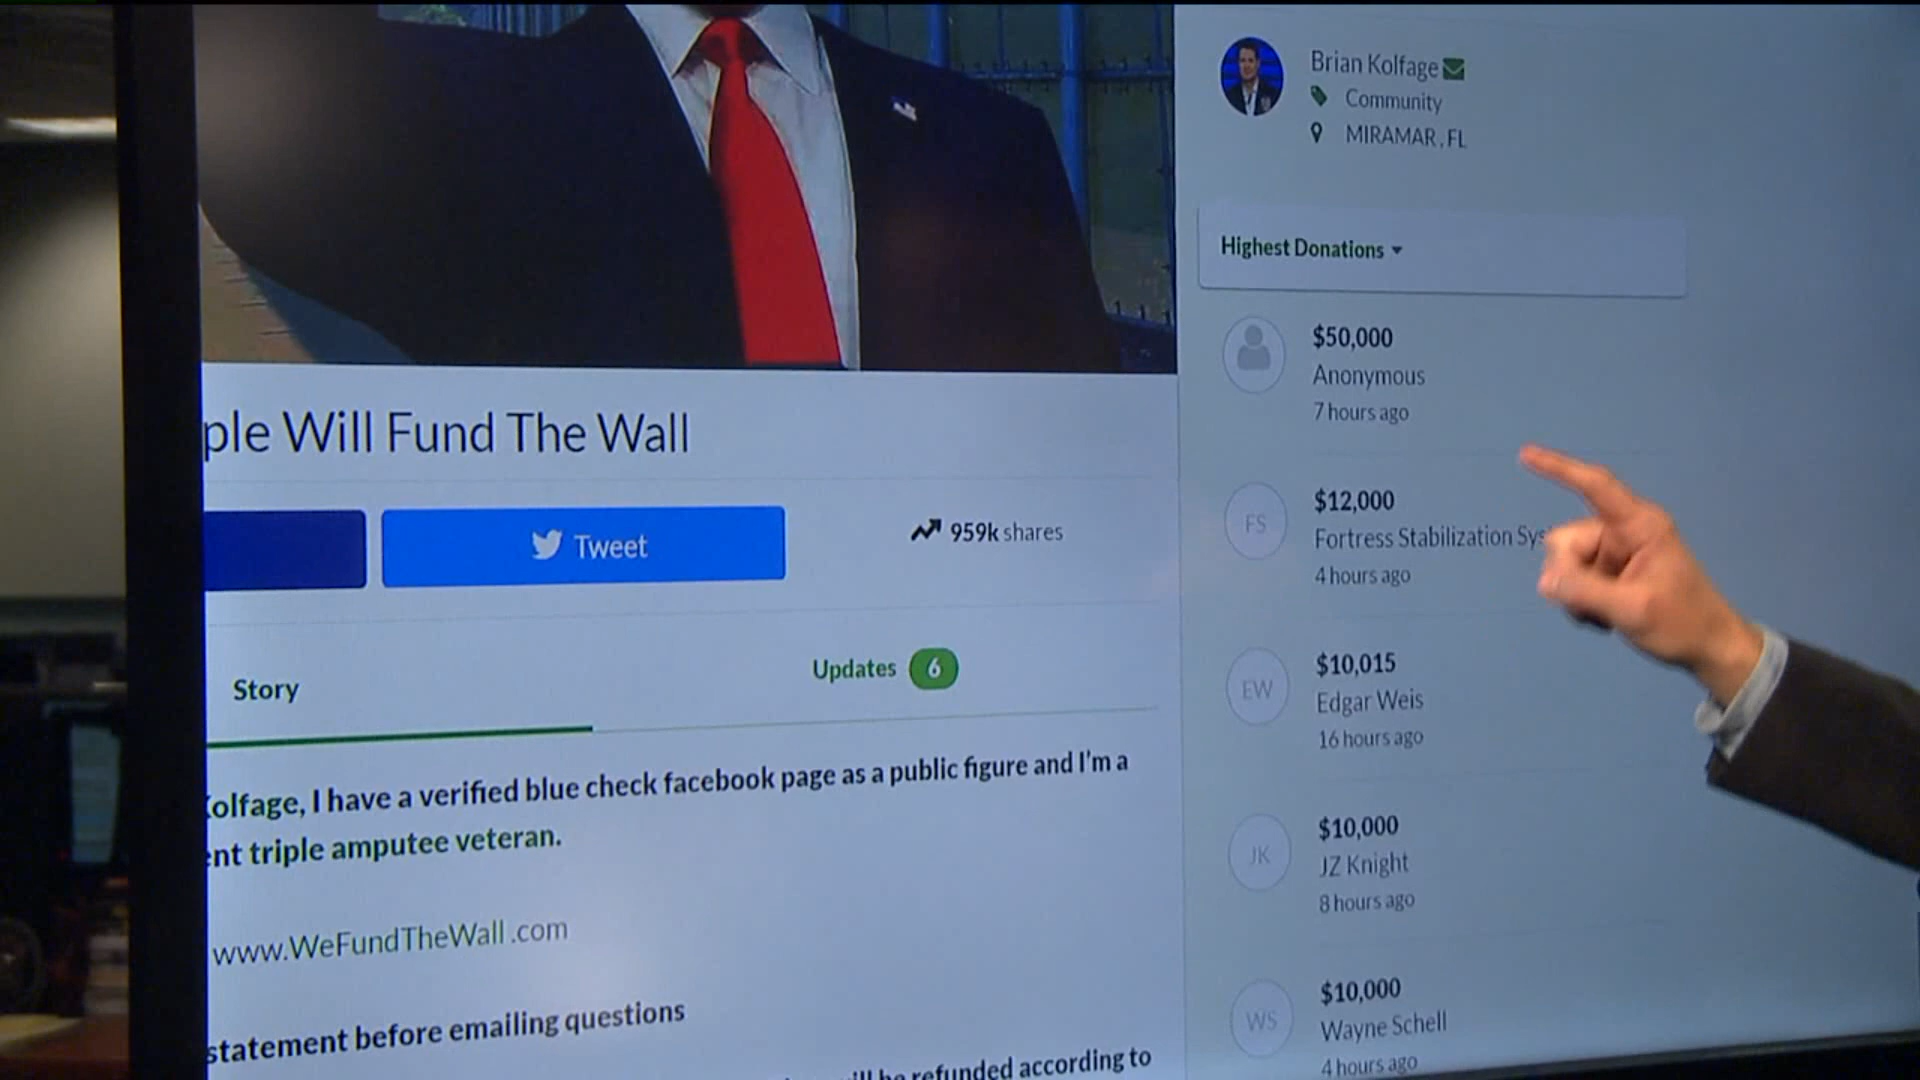 Brian Kolfage
Community
MIRAMAR, FL
Highest Donations
$50,000
Anonymous
7 hours ago
FS
$12,000
Fortress Stabilization Sys
4 hours ago
EW
$10,015
Edgar Weis
16 hours ago
JK
$10,000
JZ Knight
8 hours ago
WS
$10,000
Wayne Schell
4 hours ago
ple Will Fund The Wall
Tweet
959k shares
Story
Updates 6
Kolfage, I have a verified blue check facebook page as a public figure and I'm a
ent triple amputee veteran.
www.WeFundTheWall.com
statement before emailing questions
be refunded according to